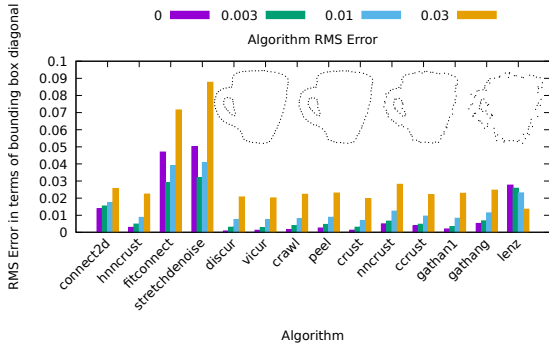 0 0.003 0.01 0.03
Algorithm RMS Error
RMS Error in terms of bounding box diagonal
0.1
0.09
0.08
0.07
0.06
0.05
0.04
0.03
0.02
0.01
0
connect2d
hnncrust
fitconnect
stretchdenoise
discur
vicur
crawl
peel
crust
nncrust
ccrust
gathan1
gathang
lenz
Algorithm